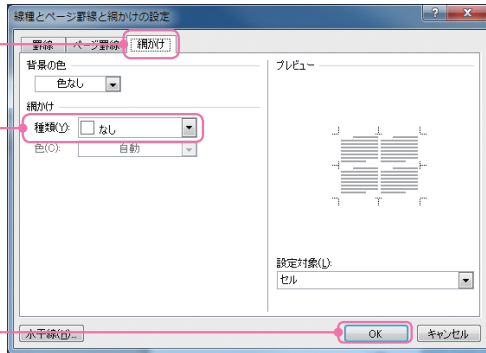 線種とページ罫線と網かけの設定
罫線 ページ罫線 網かけ
背景の色
色なし
網かけ
種類(Y): なし
色(C): 自動
プレビュー
設定対象(L):
セル
水平線(H)... OK キャンセル